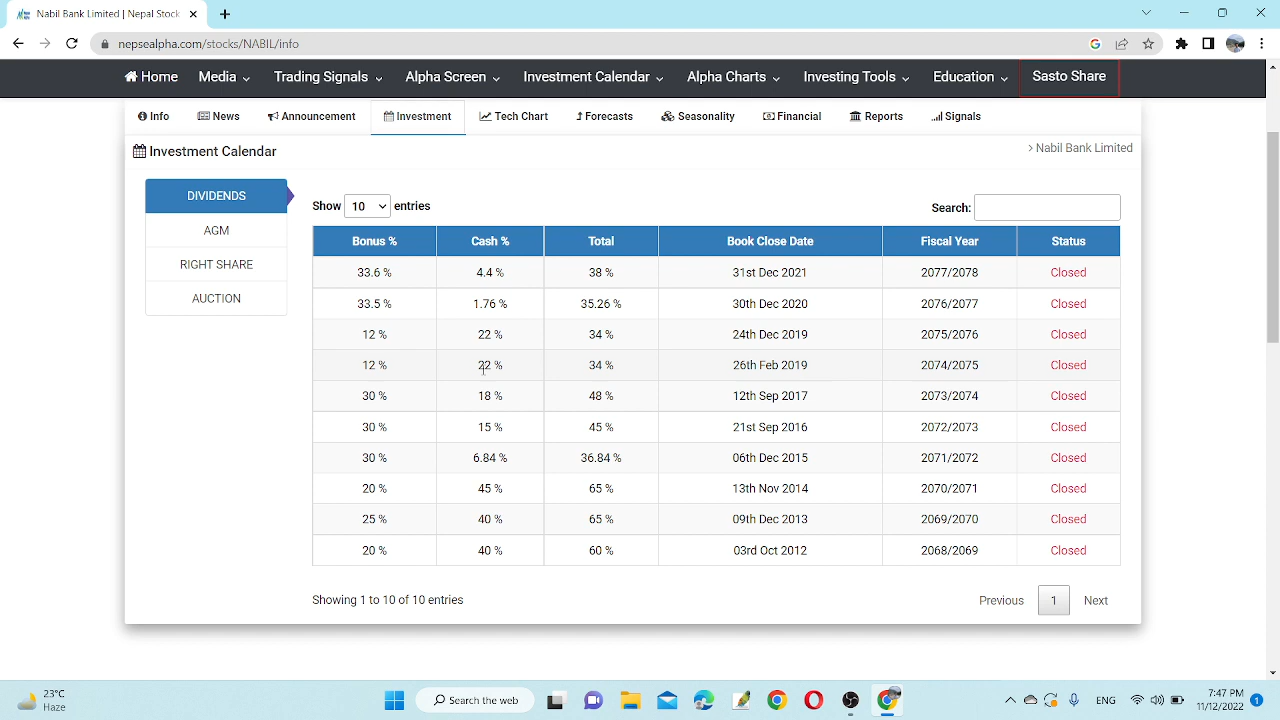 Nabil Bank Limited | Nepal Stock
nepsealpha.com/stocks/NABIL/info
Home Media Trading Signals Alpha Screen Investment Calendar Alpha Charts Investing Tools Education Sasto Share
Info News Announcement Investment Tech Chart Forecasts Seasonality Financial Reports Signals
Investment Calendar
> Nabil Bank Limited
DIVIDENDS
AGM
RIGHT SHARE
AUCTION
Show 10 entries
Search:
Bonus % Cash % Total Book Close Date Fiscal Year Status
33.6 % 4.4 % 38 % 31st Dec 2021 2077/2078 Closed
33.5 % 1.76 % 35.26 % 30th Dec 2020 2076/2077 Closed
12 % 22 % 34 % 24th Dec 2019 2075/2076 Closed
12 % 22 % 34 % 26th Feb 2019 2074/2075 Closed
30 % 18 % 48 % 12th Sep 2017 2073/2074 Closed
30 % 15 % 45 % 21st Sep 2016 2072/2073 Closed
30 % 6.84 % 36.84 % 06th Dec 2015 2071/2072 Closed
20 % 45 % 65 % 13th Nov 2014 2070/2071 Closed
25 % 40 % 65 % 09th Dec 2013 2069/2070 Closed
20 % 40 % 60 % 03rd Oct 2012 2068/2069 Closed
Showing 1 to 10 of 10 entries
Previous 1 Next
23°C
Haze
Search the web
ENG
7:47 PM
11/12/2022
1